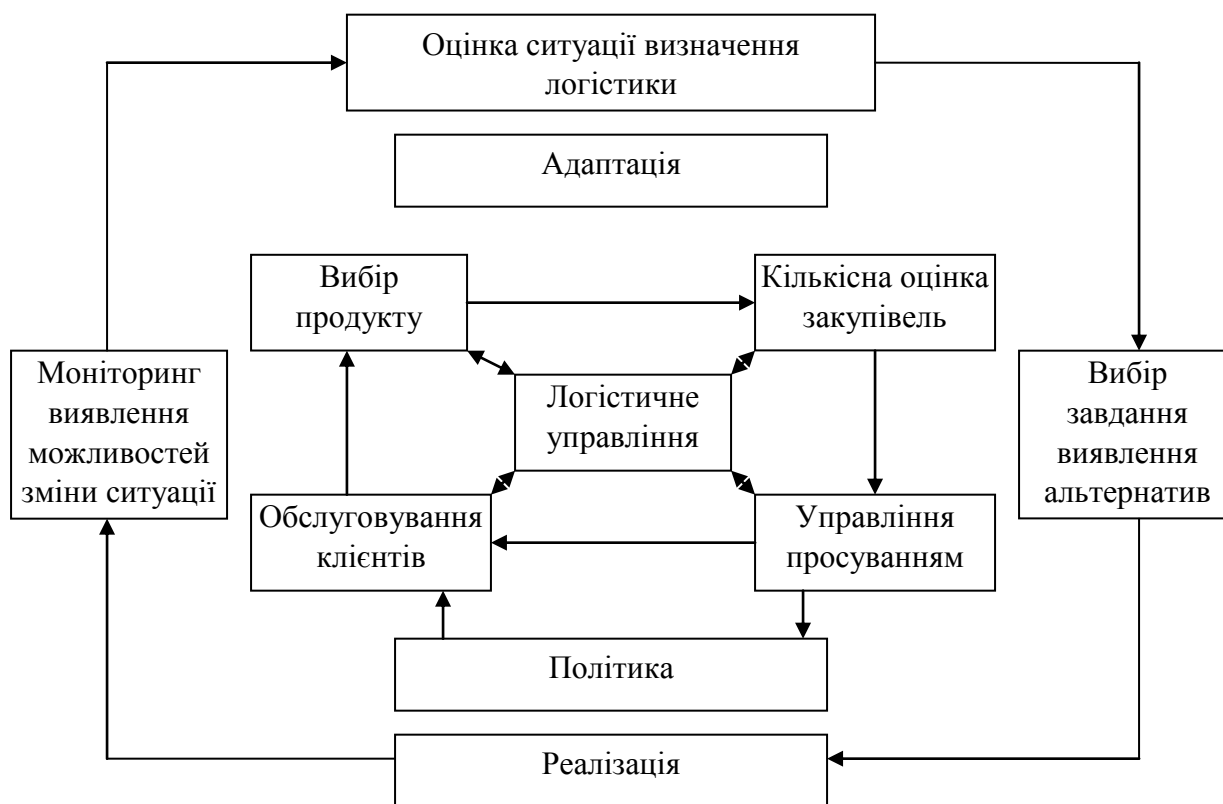 Оцінка ситуації визначення
логістики
Адаптація
Вибір
продукту
Кількісна оцінка
закупівель
Моніторинг
виявлення
можливостей
зміни ситуації
Логістичне
управління
Вибір
завдання
виявлення
альтернатив
Обслуговування
клієнтів
Управління
просуванням
Політика
Реалізація